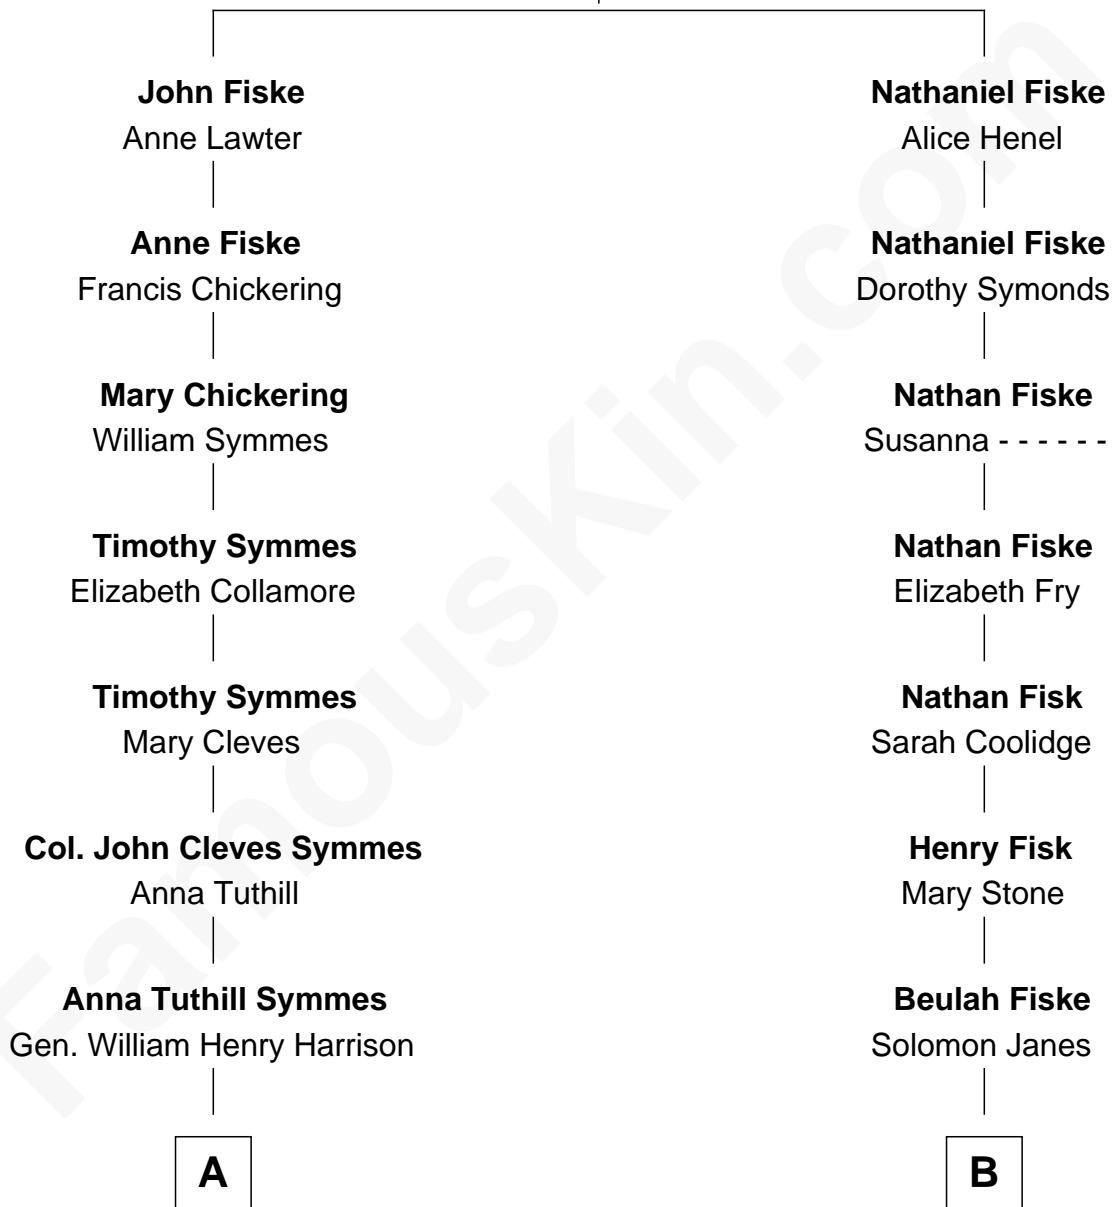 John Fiske
Anne Lawter
Nathaniel Fiske
Alice Henel
Anne Fiske
Francis Chickering
Nathaniel Fiske
Dorothy Symonds
Mary Chickering
William Symmes
Nathan Fiske
Susanna - - - - - -
Timothy Symmes
Elizabeth Collamore
Nathan Fiske
Elizabeth Fry
Timothy Symmes
Mary Cleves
Nathan Fisk
Sarah Coolidge
Col. John Cleves Symmes
Anna Tuthill
Henry Fisk
Mary Stone
Anna Tuthill Symmes
Gen. William Henry Harrison
Beulah Fiske
Solomon Janes
A
B
FamousKin.com